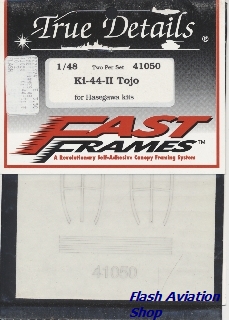 True Details
®
1/48 Two Per Set 41050
Ki-44-II Tojo
for Hasegawa kits
FAST
FRAMES™
A Revolutionary Self-Adhesive Canopy Framing System
41050
Flash Aviation
Shop